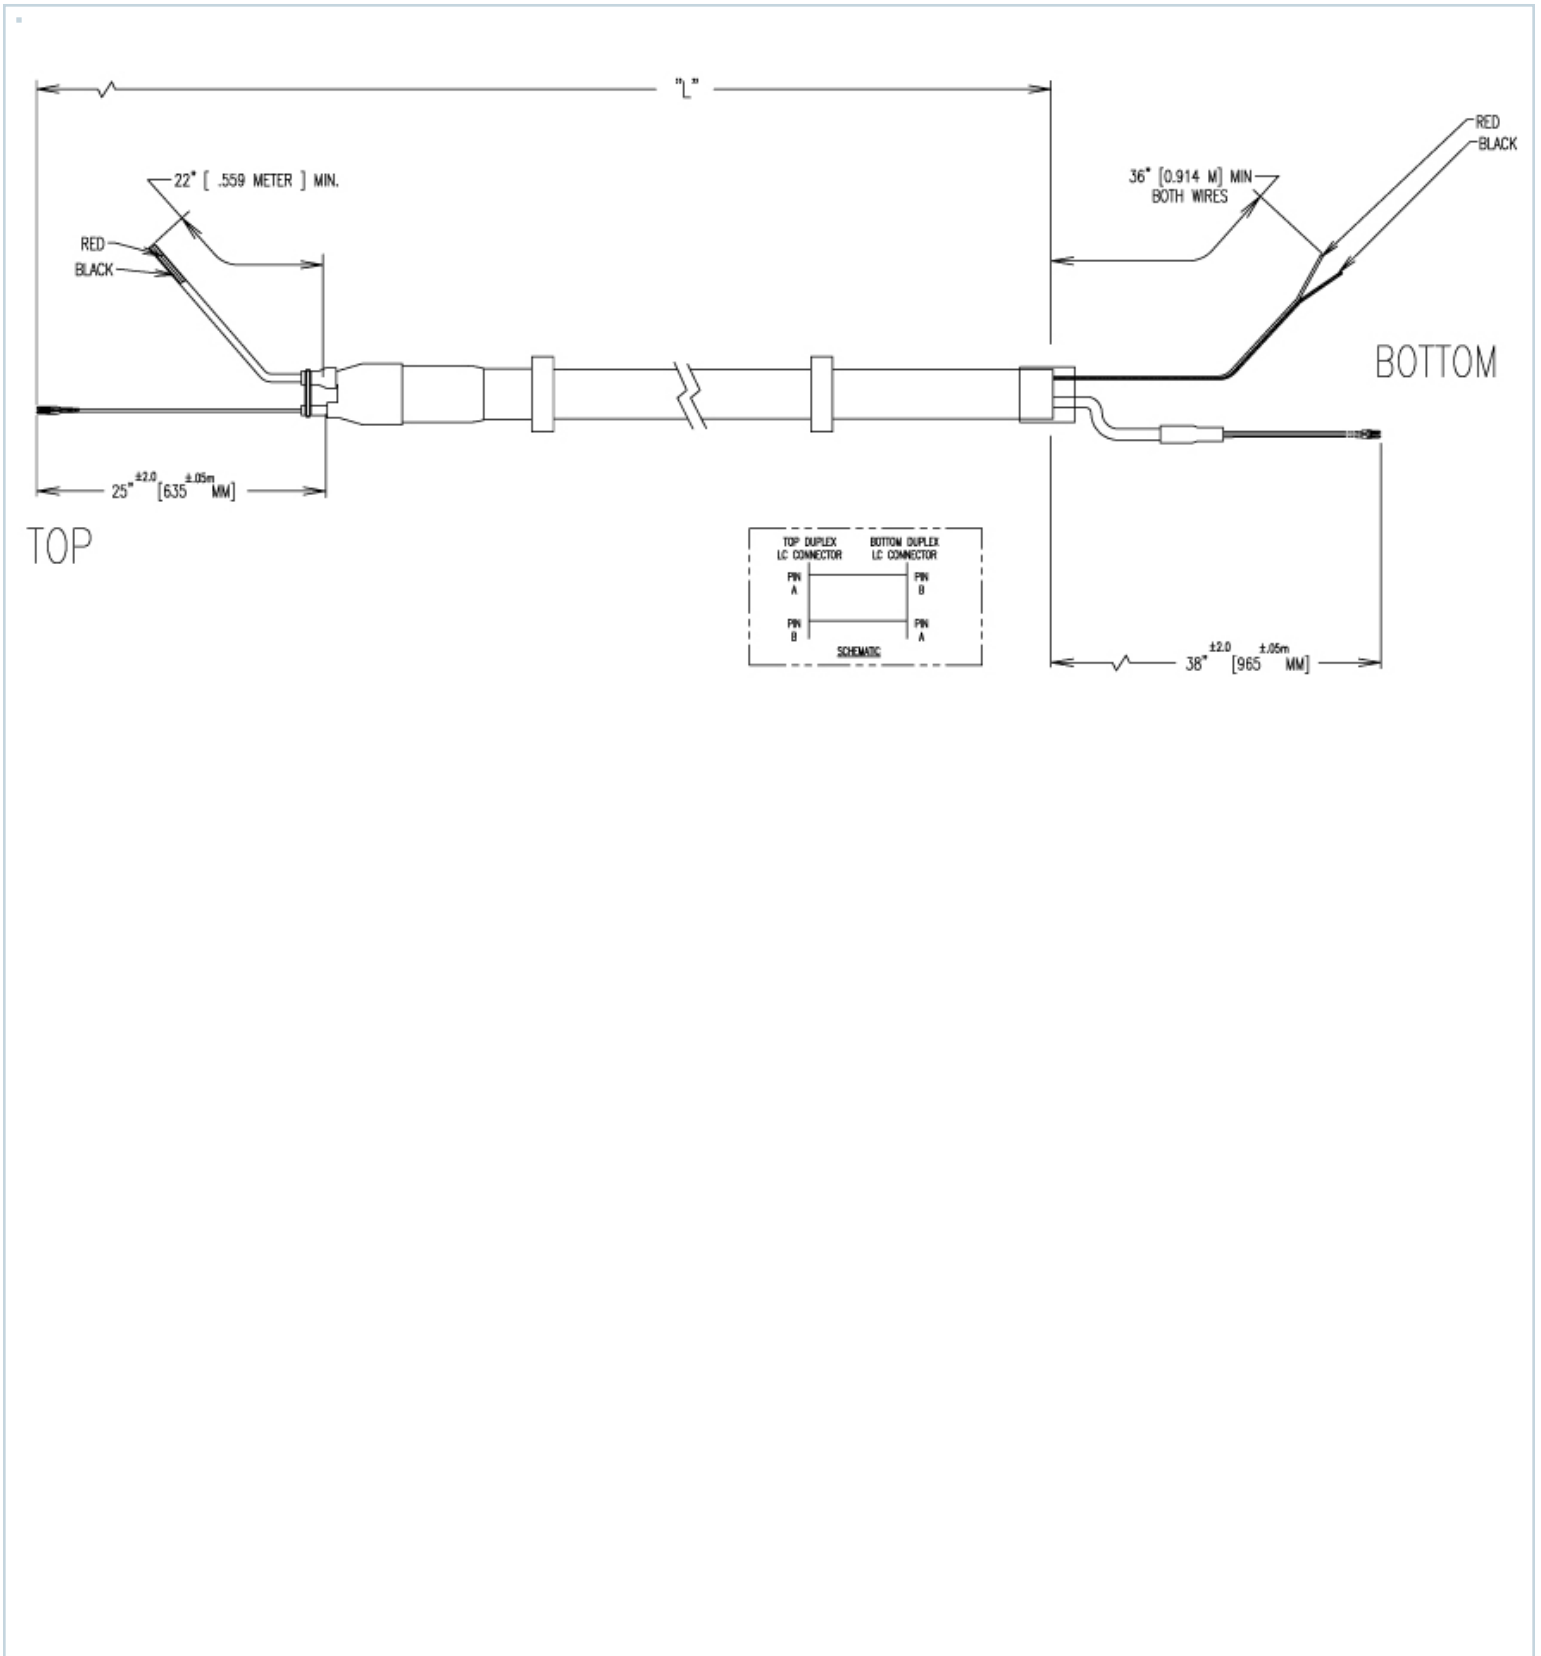 "L"
RED
BLACK
22" [ .559 METER ] MIN.
36" [0.914 M] MIN
BOTH WIRES
RED
BLACK
BOTTOM
25" ±2.0 [635 ±.05m MM]
TOP
TOP DUPLEX
LC CONNECTOR
BOTTOM DUPLEX
LC CONNECTOR
PIN
A
PIN
B
PIN
B
PIN
A
SCHEMATIC
38" ±2.0 [965 ±.05m MM]